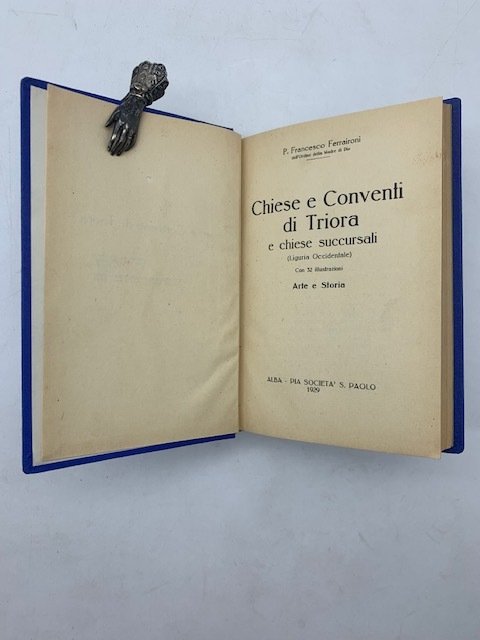 P. Francesco Ferraironi
dell'Ordine della Madre di Dio
Chiese e Conventi
di Triora
e chiese succursali
(Liguria Occidentale)
Con 32 illustrazioni
Arte e Storia
ALBA - PIA SOCIETA' S. PAOLO
1929